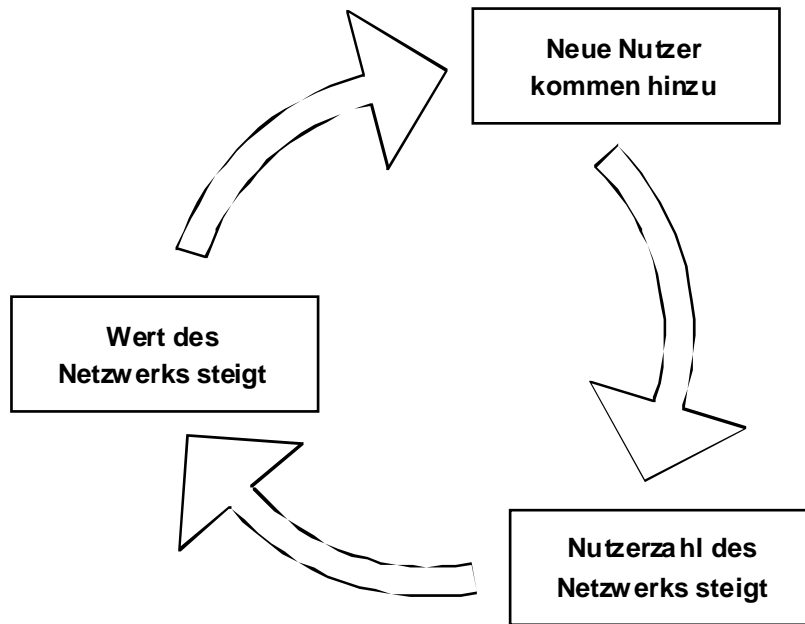 Neue Nutzer
kommen hinzu
Wert des
Netzwerks steigt
Nutzerzahl des
Netzwerks steigt